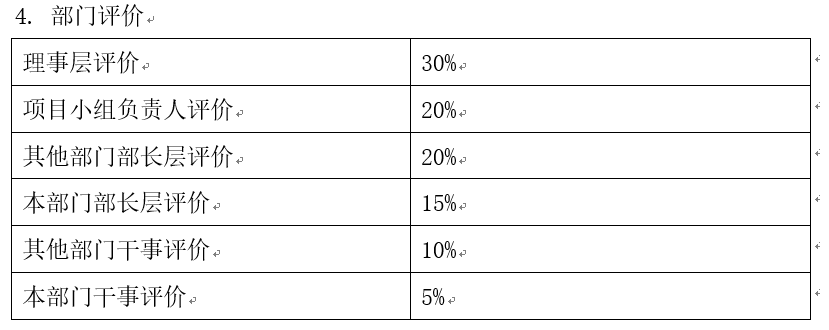 4. 部门评价
理事层评价 30%
项目小组负责人评价 20%
其他部门部长层评价 20%
本部门部长层评价 15%
其他部门干事评价 10%
本部门干事评价 5%